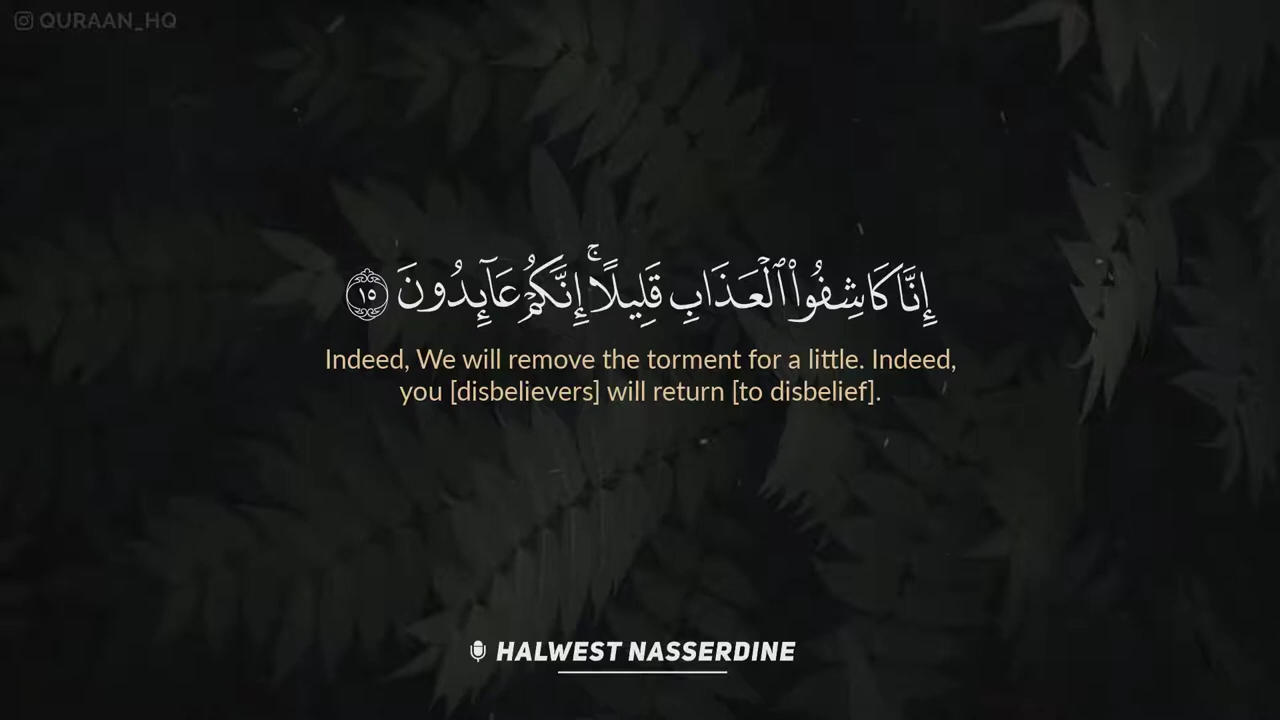 QURAAN_HQ
إِنَّا كَاشِفُوا۟ ٱلْعَذَابِ قَلِيلًا ۚ إِنَّكُمْ عَآئِدُونَ ١٥
Indeed, We will remove the torment for a little. Indeed,
you [disbelievers] will return [to disbelief].
HALWEST NASSERDINE